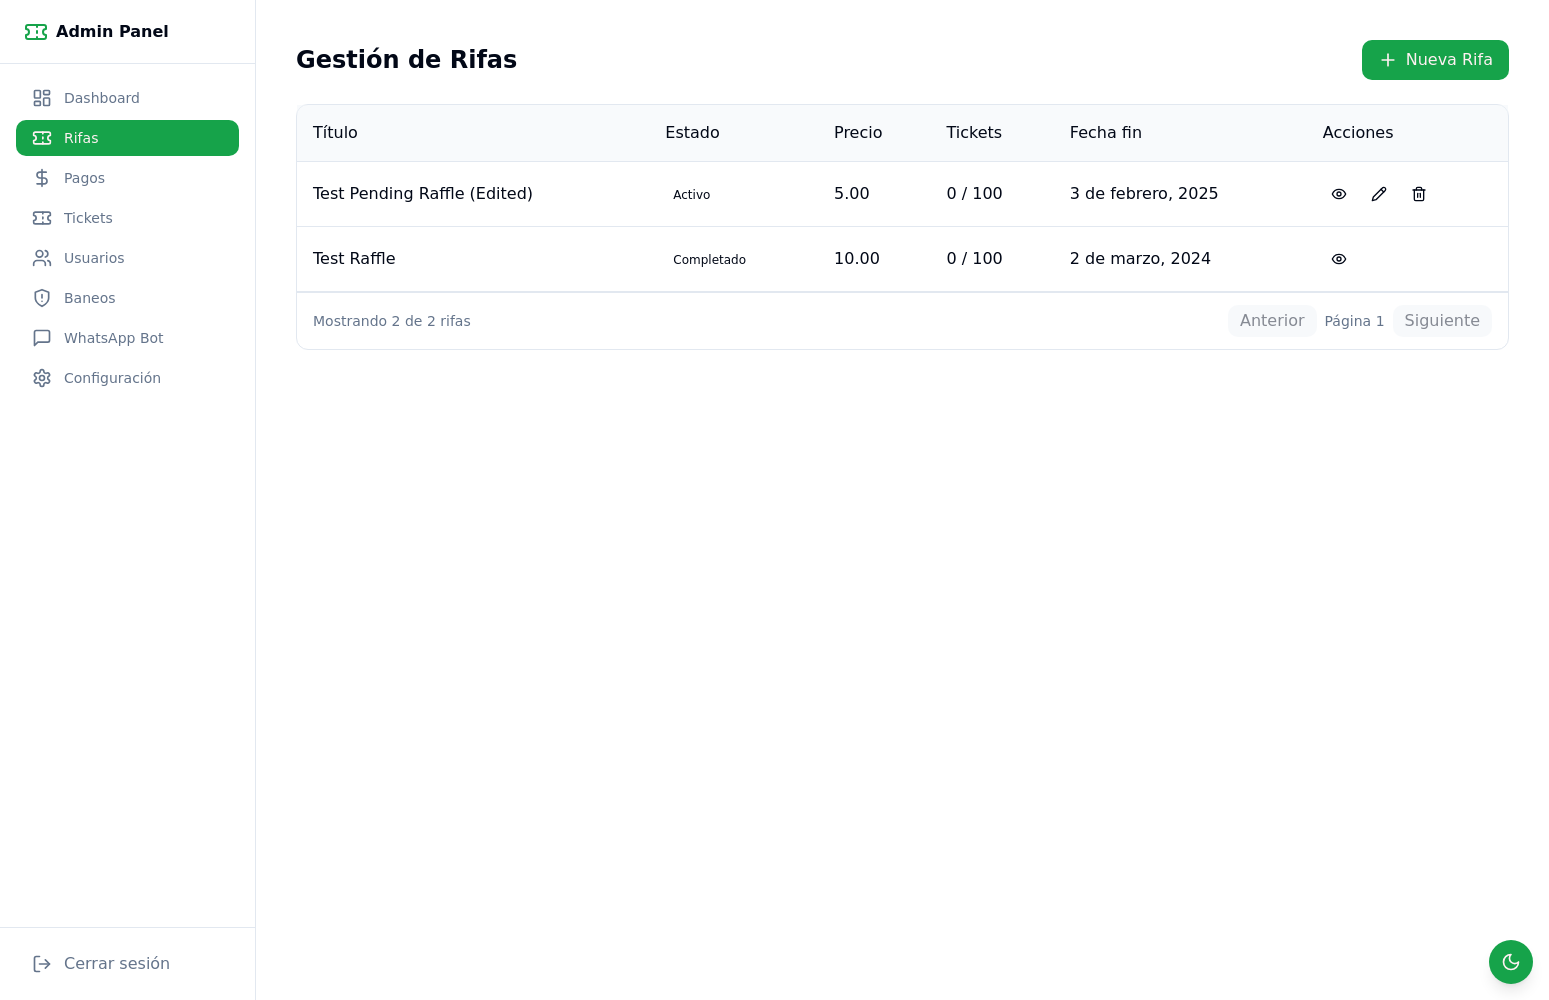 Admin Panel
Dashboard
Rifas
Pagos
Tickets
Usuarios
Baneos
WhatsApp Bot
Configuración
Cerrar sesión
Gestión de Rifas
Nueva Rifa
Título Estado Precio Tickets Fecha fin Acciones
Test Pending Raffle (Edited) Activo 5.00 0 / 100 3 de febrero, 2025
Test Raffle Completado 10.00 0 / 100 2 de marzo, 2024
Mostrando 2 de 2 rifas Anterior Página 1 Siguiente